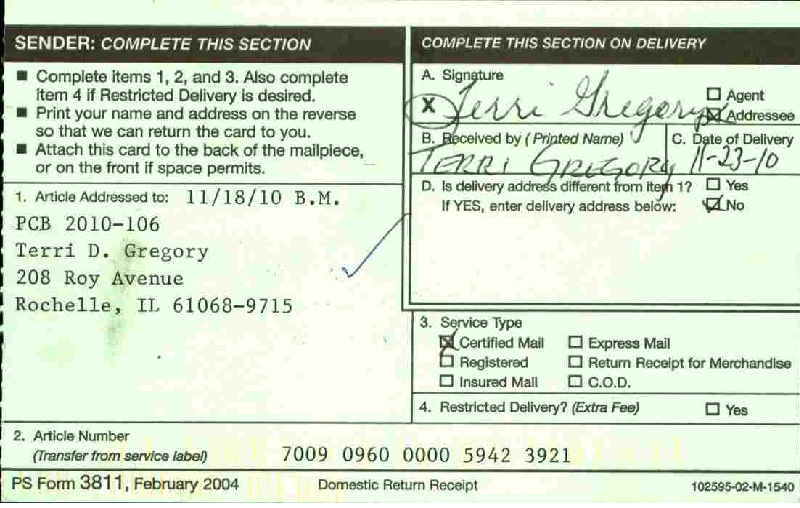 SENDER: COMPLETE THIS SECTION
■ Complete items 1, 2, and 3. Also complete
item 4 if Restricted Delivery is desired.
■ Print your name and address on the reverse
so that we can return the card to you.
■ Attach this card to the back of the mailpiece,
or on the front if space permits.
1. Article Addressed to: 11/18/10 B.M.
PCB 2010-106
Terri D. Gregory
208 Roy Avenue
Rochelle, IL 61068-9715
2. Article Number
(Transfer from service label) 7009 0960 0000 5942 3921
COMPLETE THIS SECTION ON DELIVERY
A. Signature
X Terri Gregory
☐ Agent
☒ Addressee
B. Received by (Printed Name)
TERRI GREGORY
C. Date of Delivery
11-23-10
D. Is delivery address different from item 1? ☐ Yes
If YES, enter delivery address below: ☑ No
3. Service Type
☒ Certified Mail ☐ Express Mail
☐ Registered ☐ Return Receipt for Merchandise
☐ Insured Mail ☐ C.O.D.
4. Restricted Delivery? (Extra Fee) ☐ Yes
PS Form 3811, February 2004 Domestic Return Receipt 102595-02-M-1540